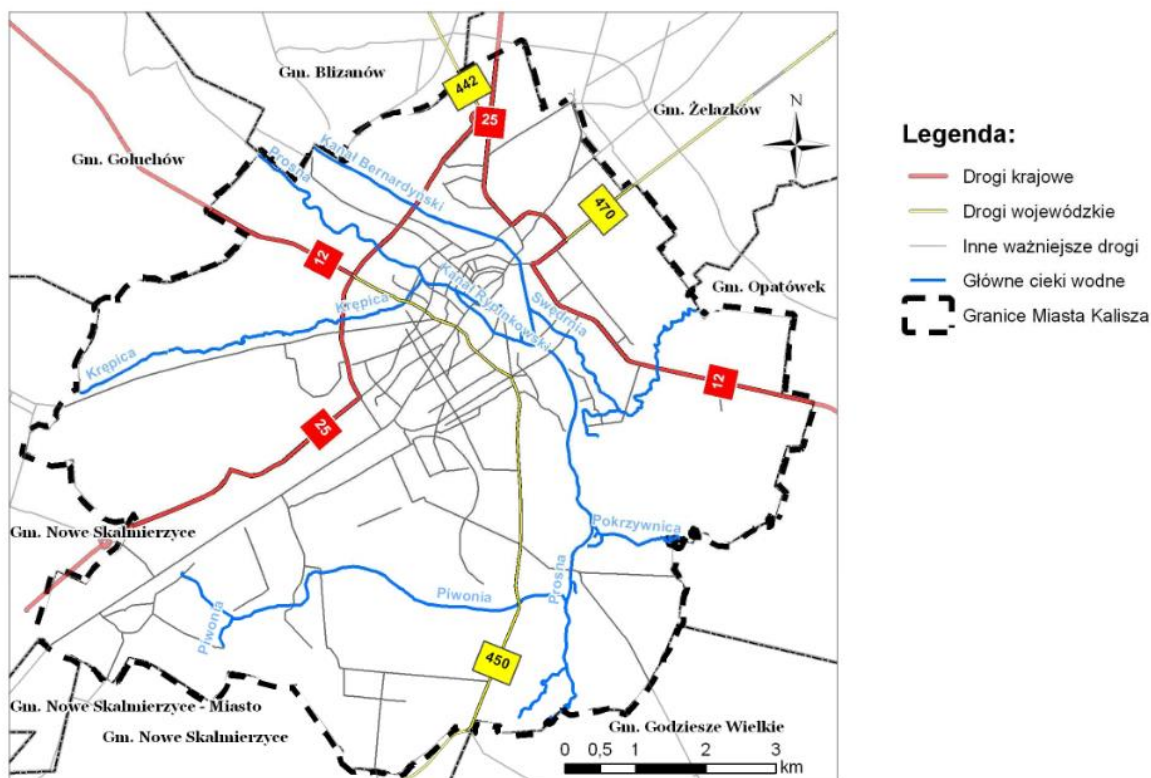 Gm. Blizanów
442
25
Gm. Żelazków
N
Gm. Gołuchów
Prosna
Kanał Bernardyński
470
12
Krępica
Kanał Rypinkowski
Swędrnia
Gm. Opatówek
Krępica
12
25
Gm. Nowe Skalmierzyce
Pokrzywnica
Prosna
Piwonia
Piwonia
450
Gm. Nowe Skalmierzyce - Miasto
Gm. Nowe Skalmierzyce
Gm. Godziesze Wielkie
0 0,5 1 2 3
km
Legenda:
Drogi krajowe
Drogi wojewódzkie
Inne ważniejsze drogi
Główne cieki wodne
Granice Miasta Kalisza